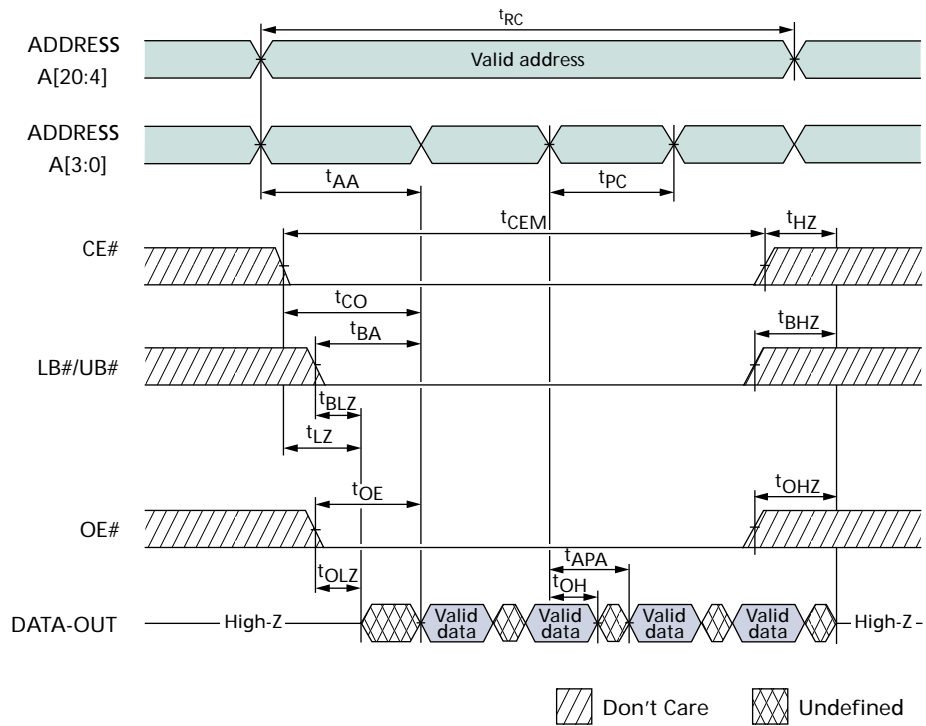 tRC
ADDRESS
A[20:4]
Valid address
ADDRESS
A[3:0]
tAA
tPC
CE#
tCEM
tHZ
tCO
tBA
tBHZ
LB#/UB#
tBLZ
tLZ
tOE
tOHZ
OE#
tAPA
tOLZ
tOH
DATA-OUT
High-Z
Valid
data
Valid
data
Valid
data
Valid
data
High-Z
Don't Care
Undefined